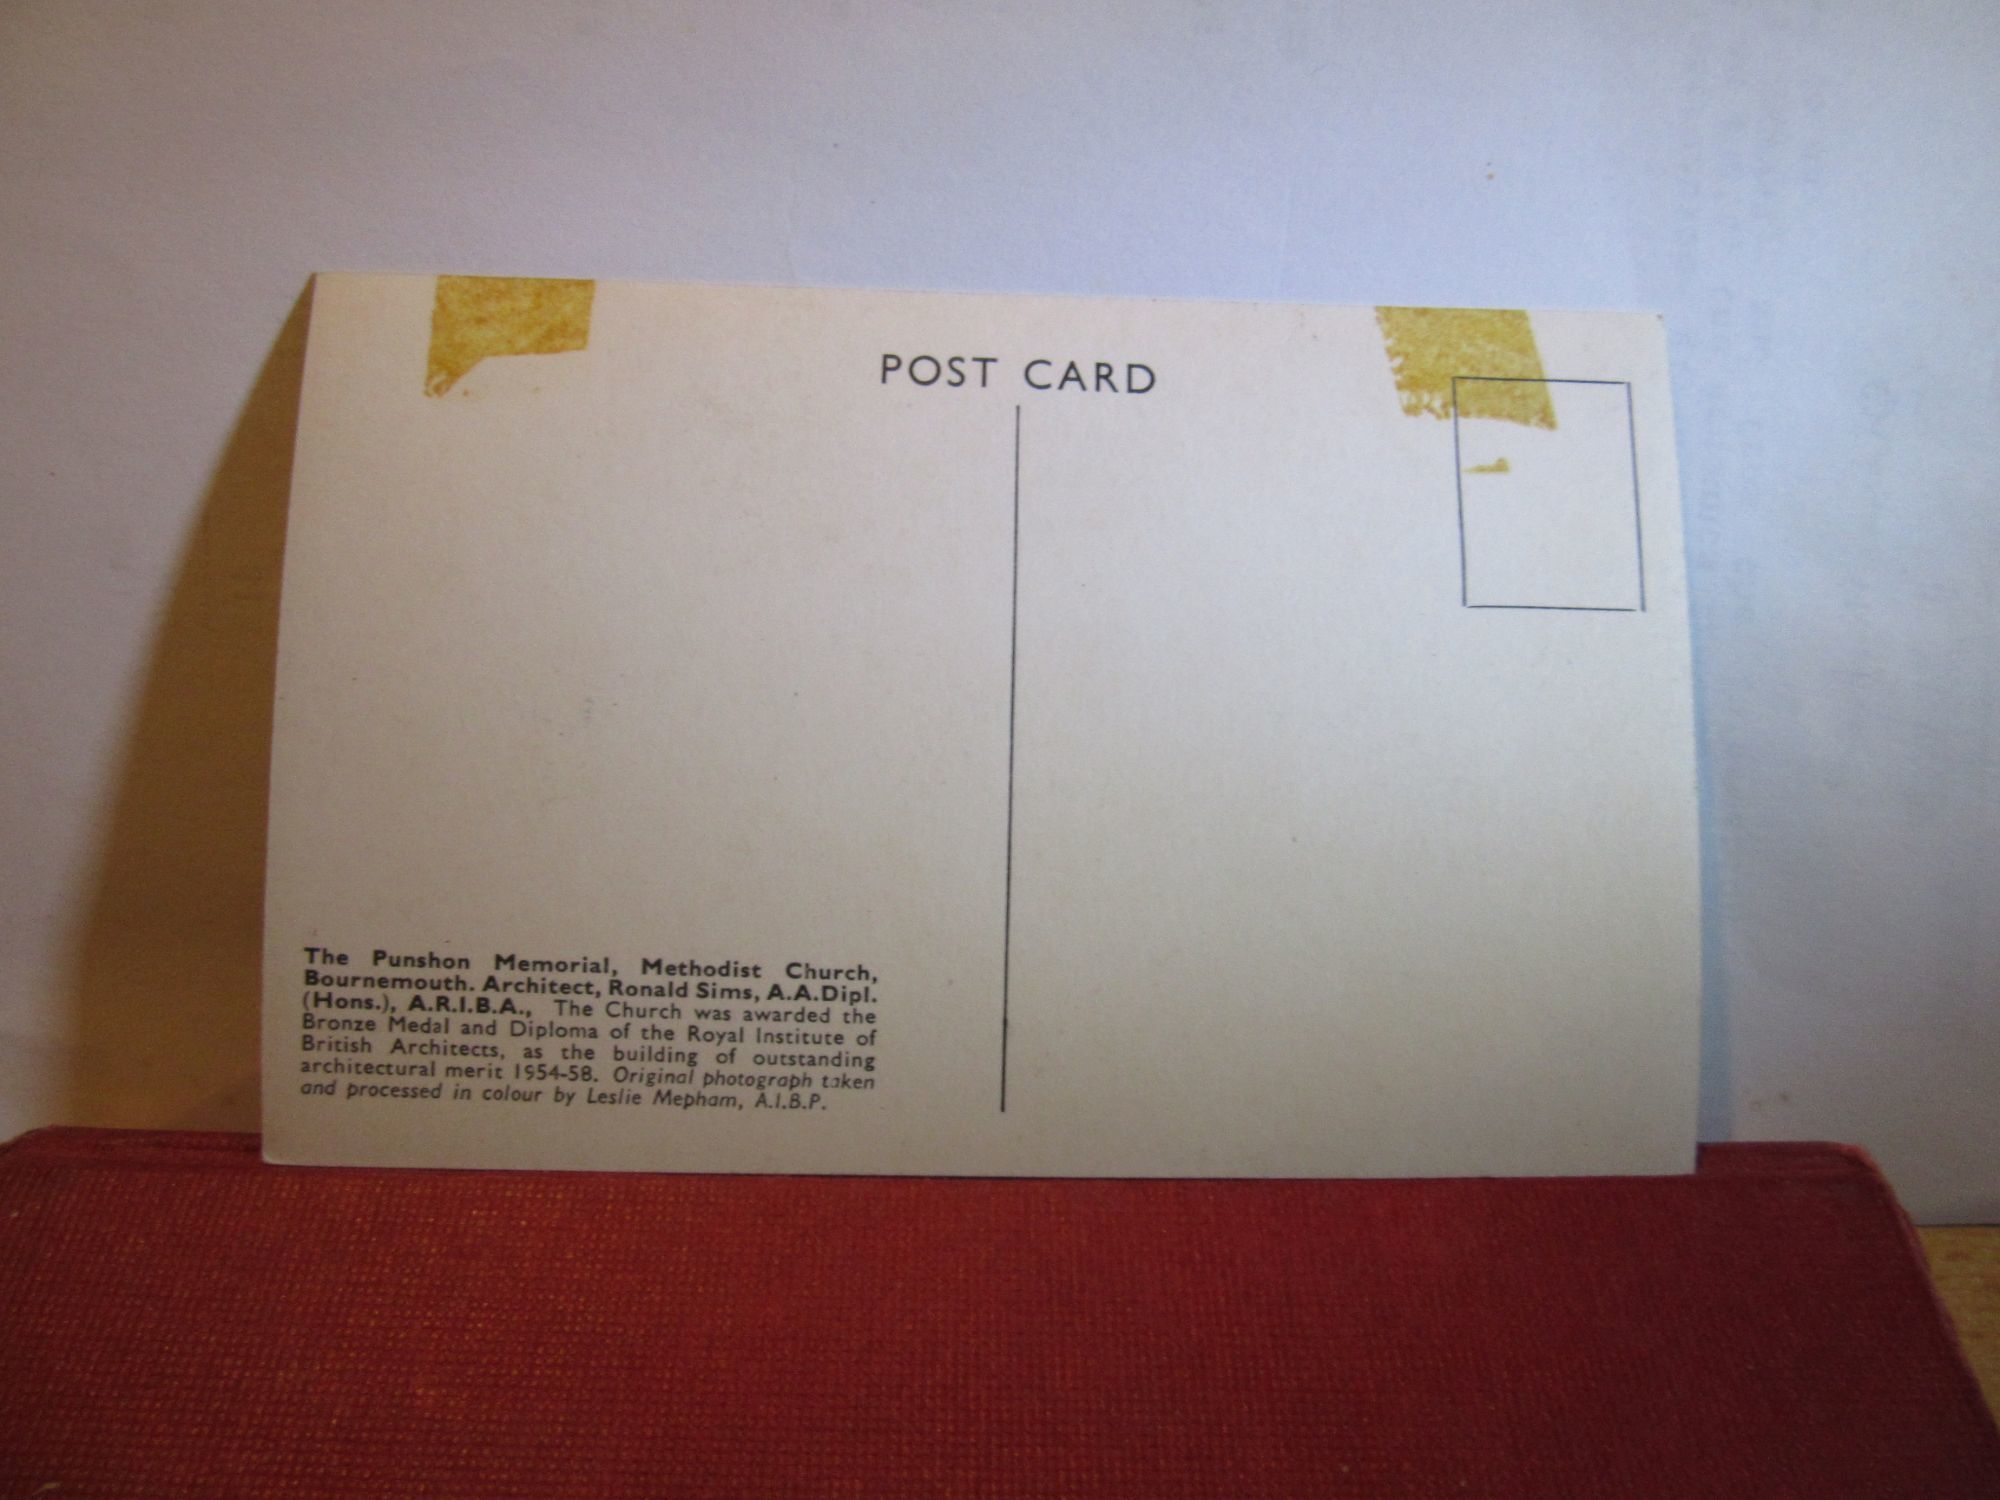 POST CARD
The Punshon Memorial, Methodist Church,
Bournemouth. Architect, Ronald Sims, A.A.Dipl.
(Hons.), A.R.I.B.A., The Church was awarded the
Bronze Medal and Diploma of the Royal Institute of
British Architects, as the building of outstanding
architectural merit 1954-58. Original photograph taken
and processed in colour by Leslie Mepham, A.I.B.P.